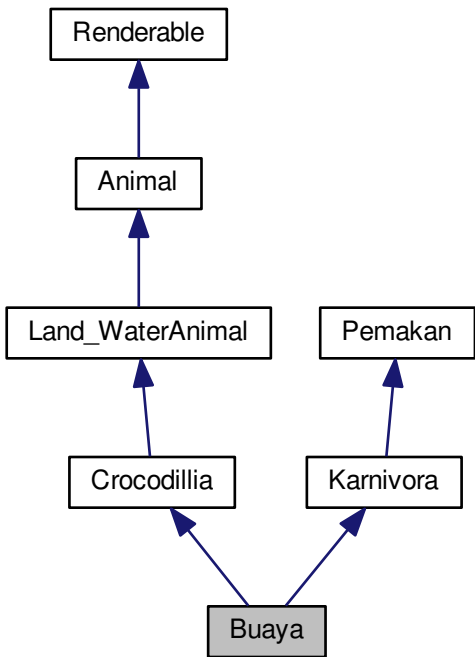 Renderable
Animal
Land_WaterAnimal
Pemakan
Crocodillia
Karnivora
Buaya